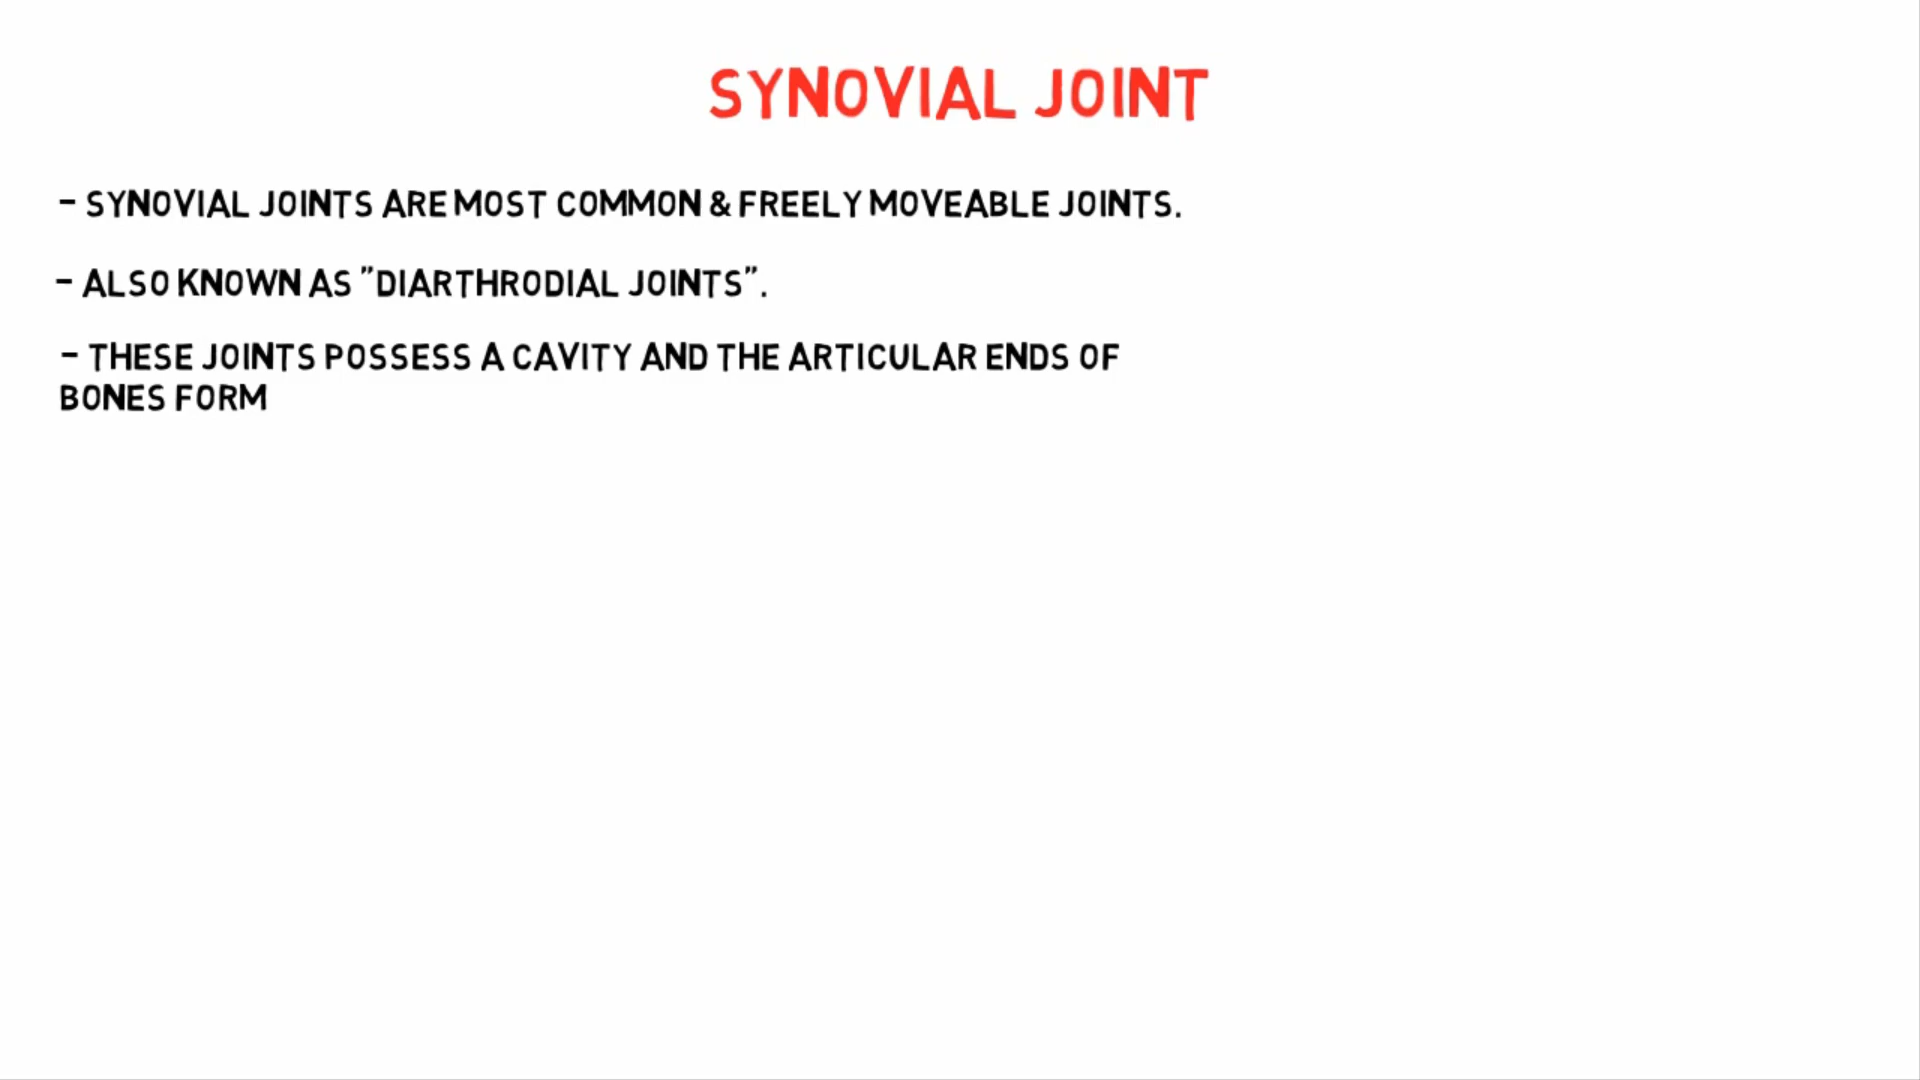 SYNOVIAL JOINT
- SYNOVIAL JOINTS ARE MOST COMMON & FREELY MOVEABLE JOINTS.
- ALSO KNOWN AS "DIARTHRODIAL JOINTS".
- THESE JOINTS POSSESS A CAVITY AND THE ARTICULAR ENDS OF
BONES FORM